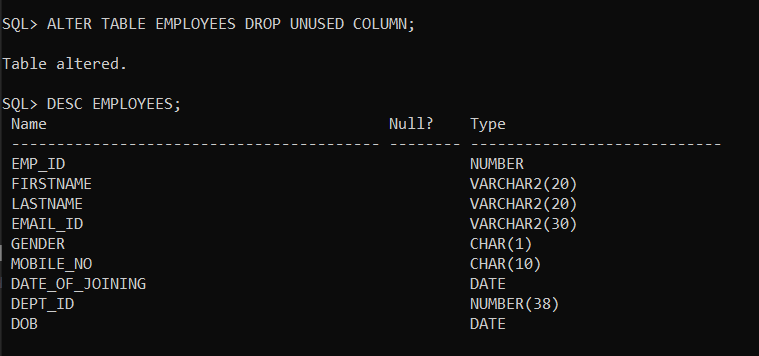 SQL> ALTER TABLE EMPLOYEES DROP UNUSED COLUMN;
Table altered.
SQL> DESC EMPLOYEES;
Name Null? Type
----------------------------------------- -------- ----------------------------
EMP_ID NUMBER
FIRSTNAME VARCHAR2(20)
LASTNAME VARCHAR2(20)
EMAIL_ID VARCHAR2(30)
GENDER CHAR(1)
MOBILE_NO CHAR(10)
DATE_OF_JOINING DATE
DEPT_ID NUMBER(38)
DOB DATE